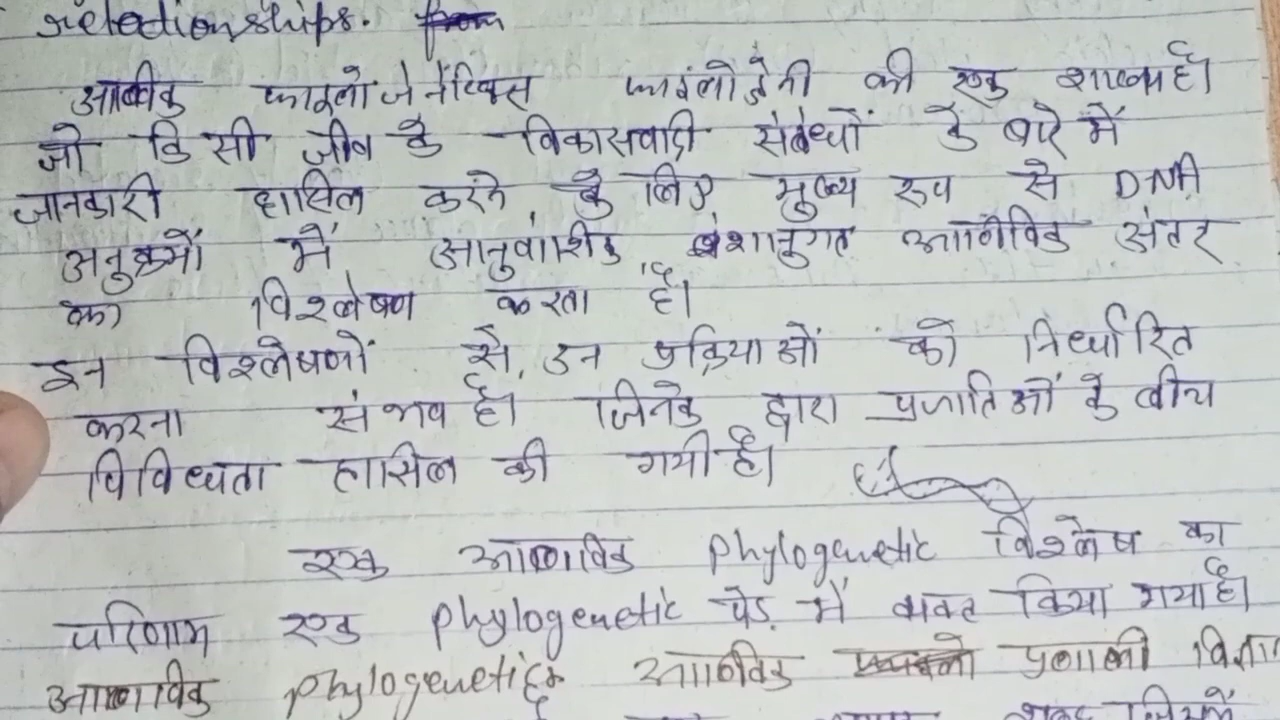 relationships.
आणविक फाइलोजेनेटिक्स फाइलोजेनी की एक शाखा है।
जो किसी जीव के विकासवादी संबंधों के बारे में
जानकारी हासिल करने के लिए मुख्य रूप से DNA
अनुक्रमों में आनुवांशिक वंशानुगत आणविक अंतर
का विश्लेषण करता है।
इन विश्लेषणों से, उन प्रक्रियाओं को निर्धारित
करना संभव है। जिनके द्वारा प्रजातिओं के बीच
विविधता हासिल की गयी है।
एक आणविक phylogenetic विश्लेष का
परिणाम एक phylogenetic पेड़ में व्यक्त किया गया है।
आणविक phylogenetic आणविक प्रणाली विज्ञान